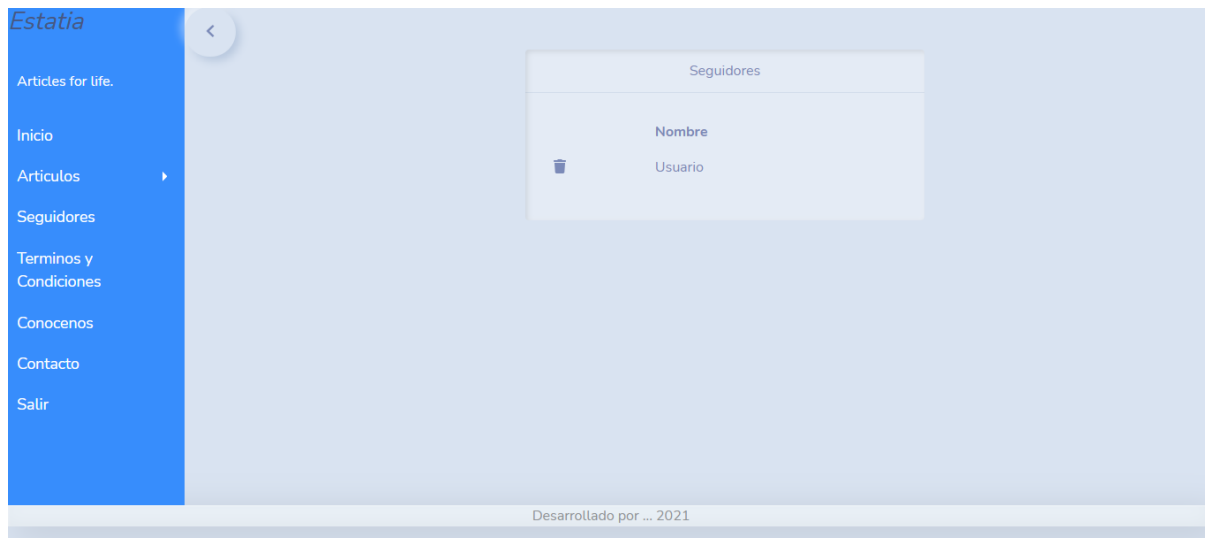 Estatia
Articles for life.
Inicio
Articulos
Seguidores
Terminos y
Condiciones
Conocenos
Contacto
Salir
Seguidores
Nombre
Usuario
Desarrollado por ... 2021